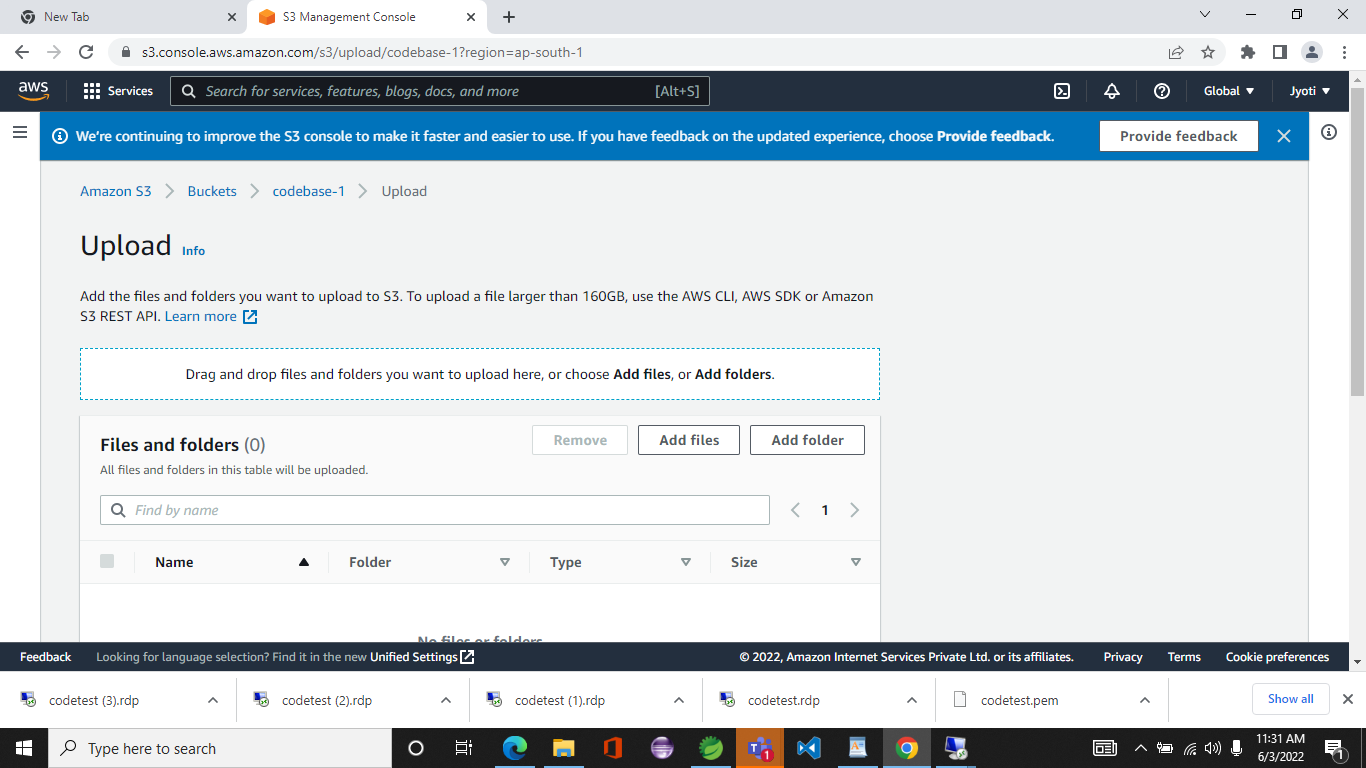 New Tab
S3 Management Console
s3.console.aws.amazon.com/s3/upload/codebase-1?region=ap-south-1
aws
Services
Search for services, features, blogs, docs, and more
[Alt+S]
Global
Jyoti
We're continuing to improve the S3 console to make it faster and easier to use. If you have feedback on the updated experience, choose Provide feedback.
Provide feedback
Amazon S3
Buckets
codebase-1
Upload
Upload
Info
Add the files and folders you want to upload to S3. To upload a file larger than 160GB, use the AWS CLI, AWS SDK or Amazon
S3 REST API. Learn more
Drag and drop files and folders you want to upload here, or choose Add files, or Add folders.
Files and folders (0)
Remove
Add files
Add folder
All files and folders in this table will be uploaded.
Find by name
1
Name
Folder
Type
Size
No files or folders
Feedback
Looking for language selection? Find it in the new Unified Settings
© 2022, Amazon Internet Services Private Ltd. or its affiliates.
Privacy
Terms
Cookie preferences
codetest (3).rdp
codetest (2).rdp
codetest (1).rdp
codetest.rdp
codetest.pem
Show all
Type here to search
1
11:31 AM
6/3/2022
1